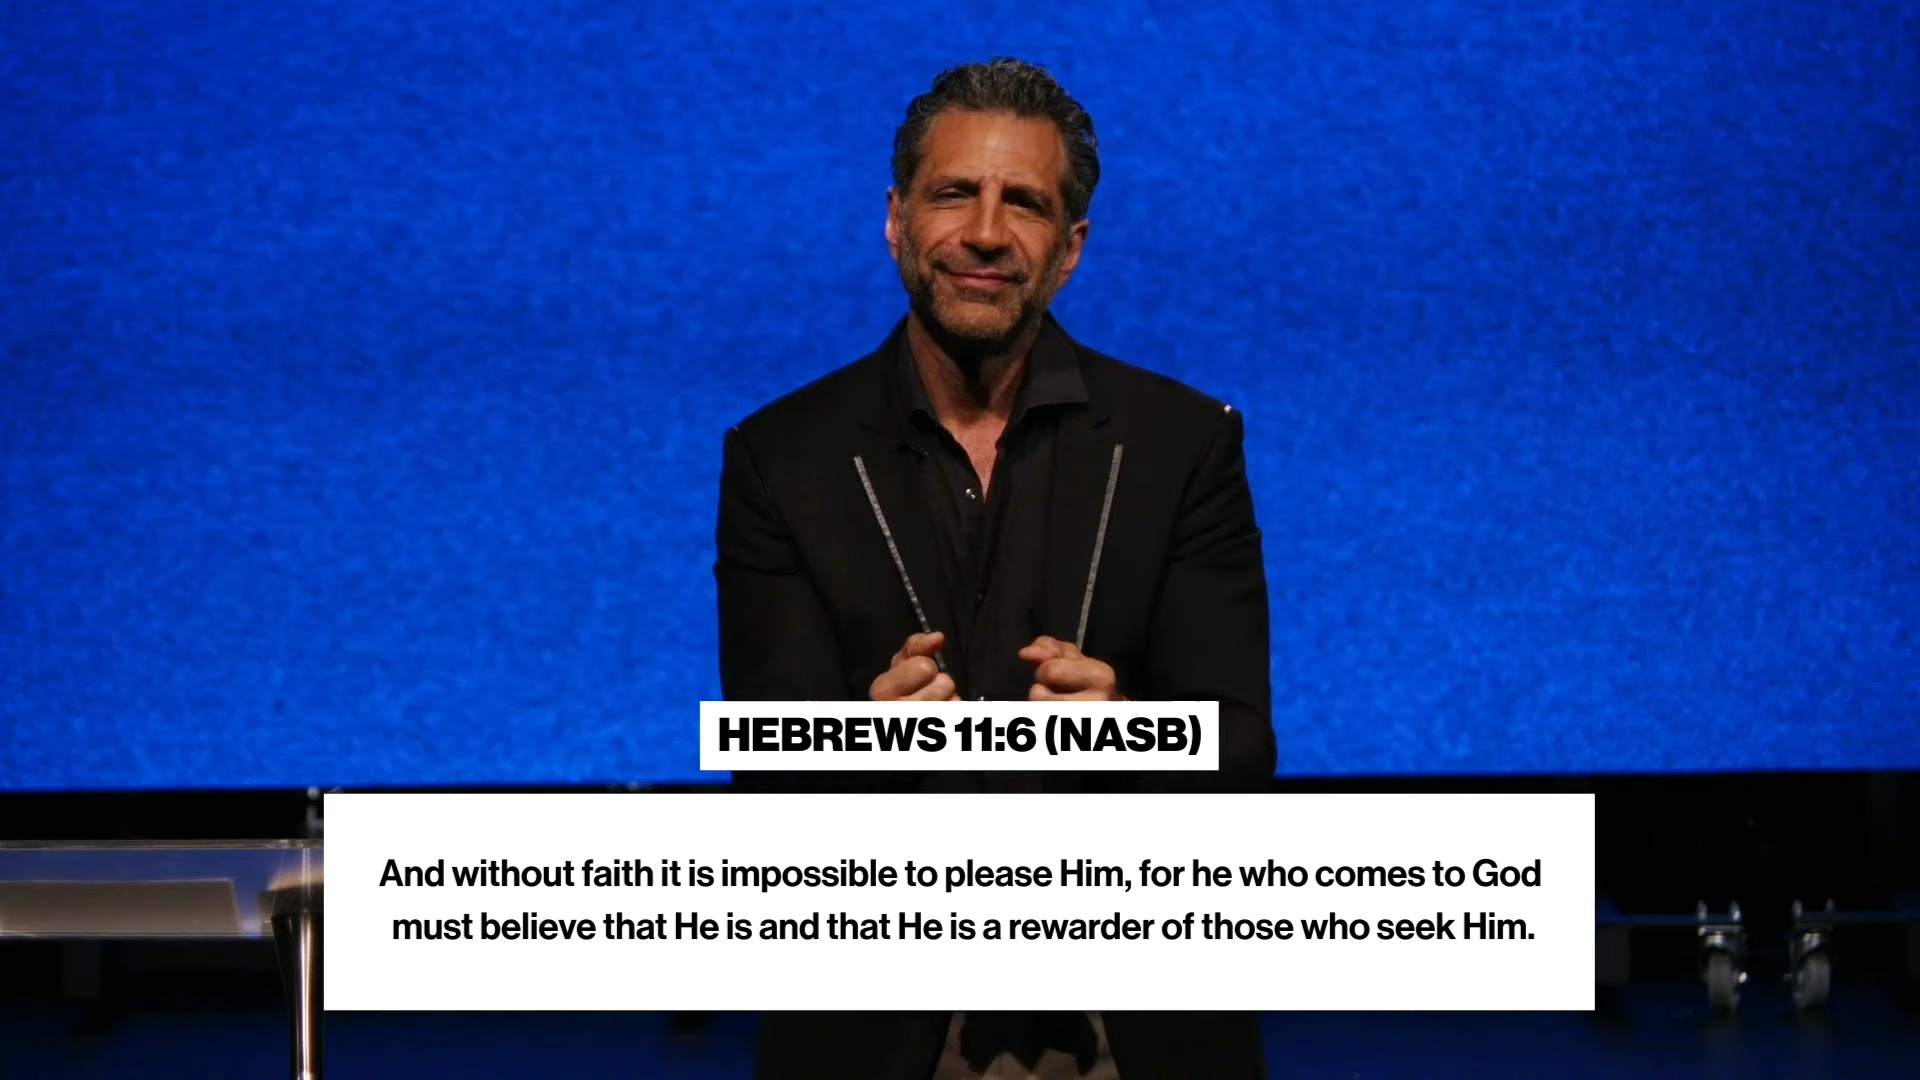 HEBREWS 11:6 (NASB)
And without faith it is impossible to please Him, for he who comes to God
must believe that He is and that He is a rewarder of those who seek Him.